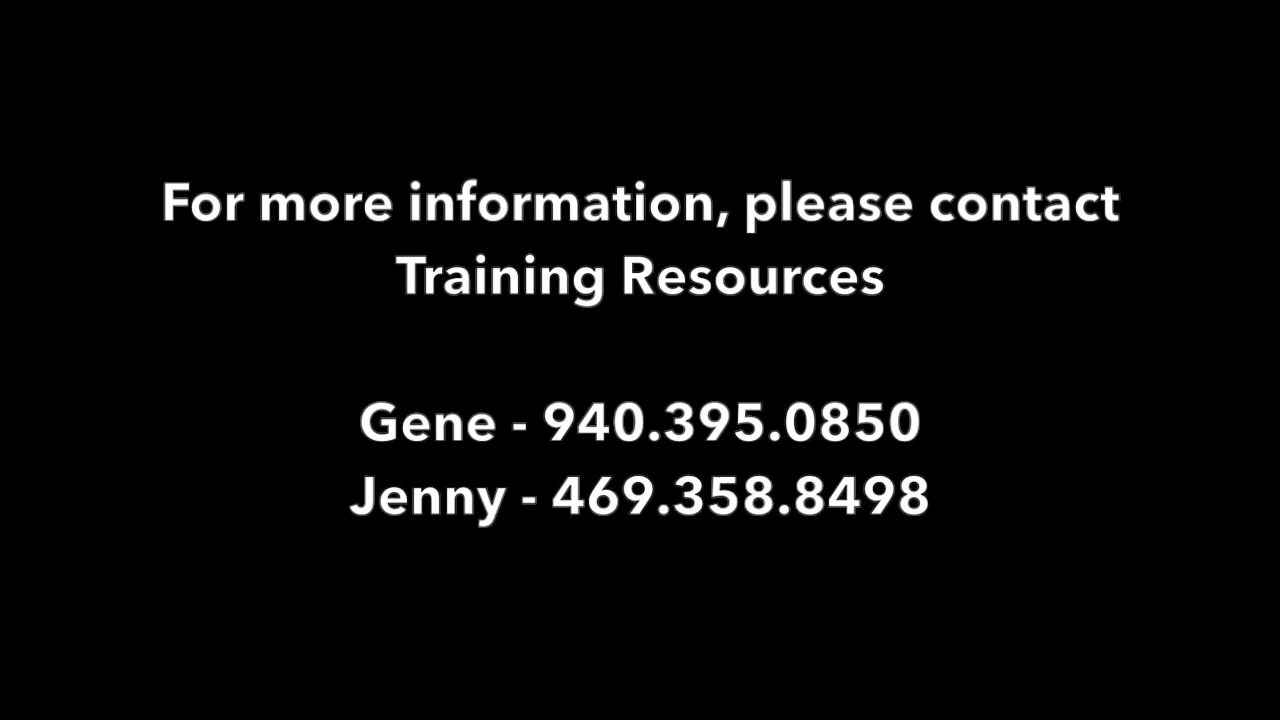 For more information, please contact
Training Resources
Gene - 940.395.0850
Jenny - 469.358.8498